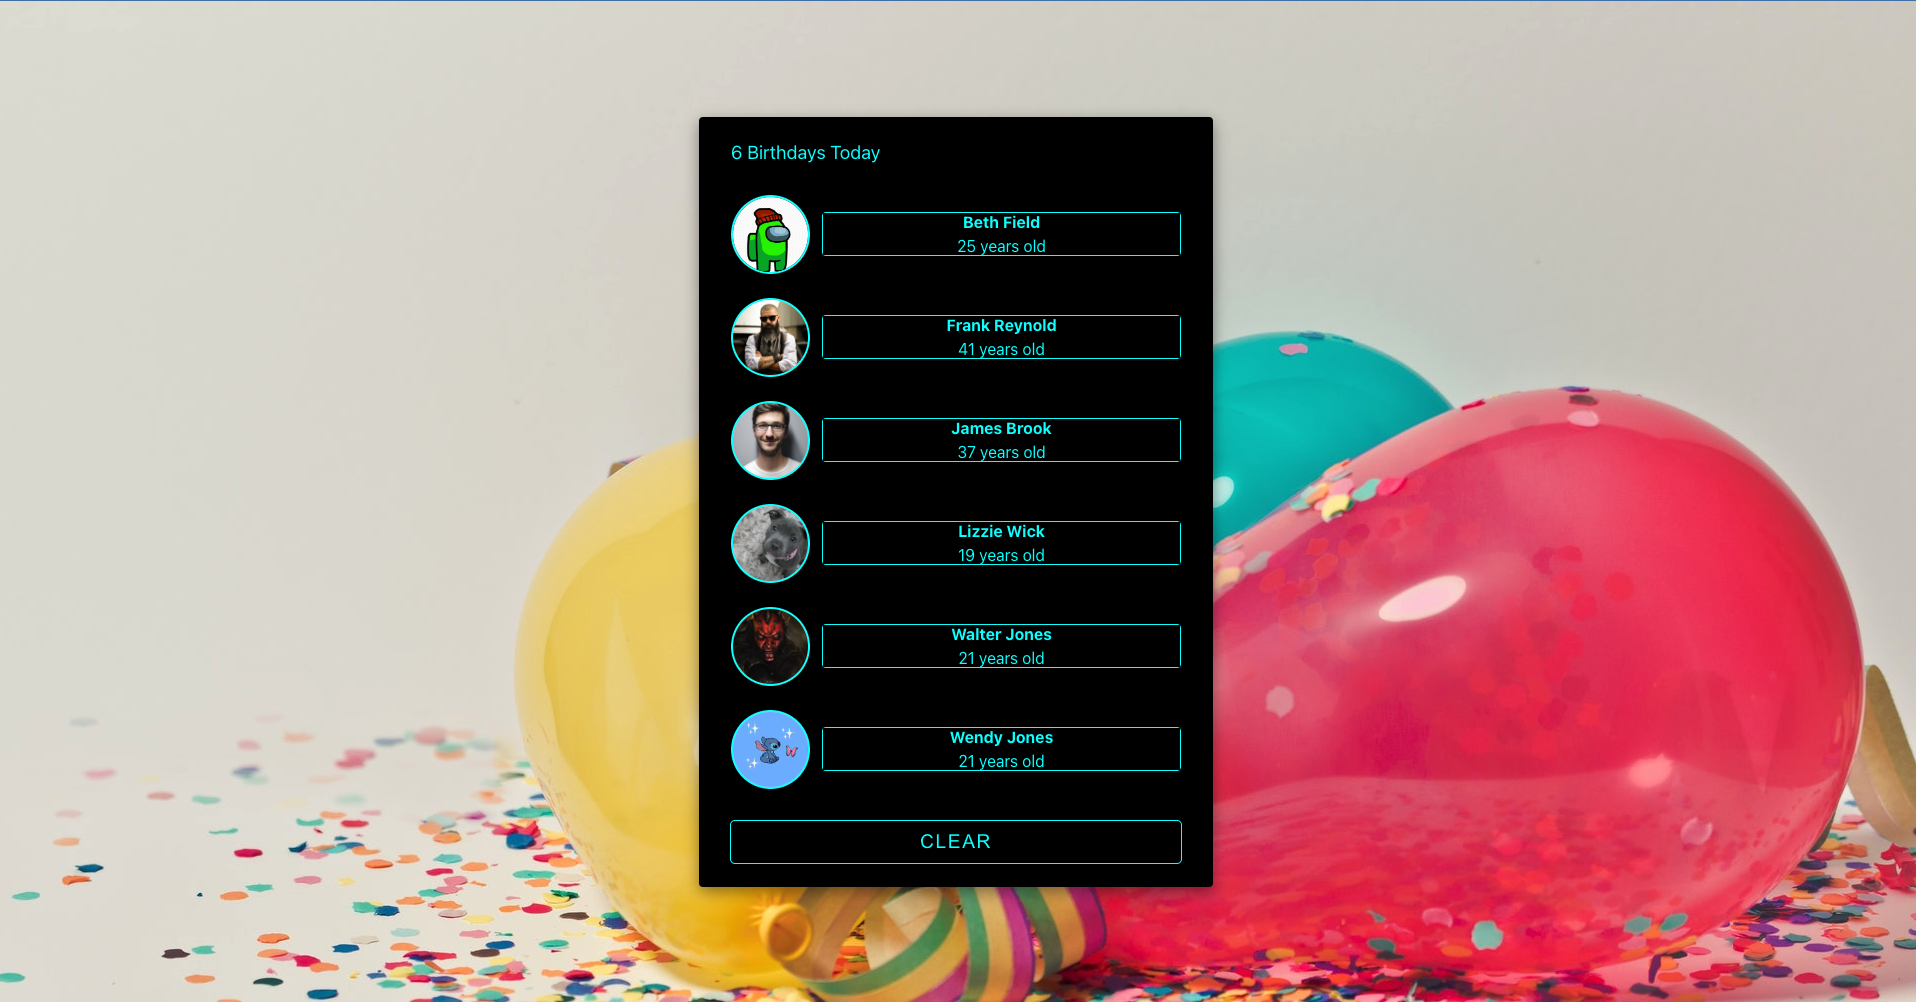 6 Birthdays Today
Beth Field
25 years old
Frank Reynold
41 years old
James Brook
37 years old
Lizzie Wick
19 years old
Walter Jones
21 years old
Wendy Jones
21 years old
CLEAR